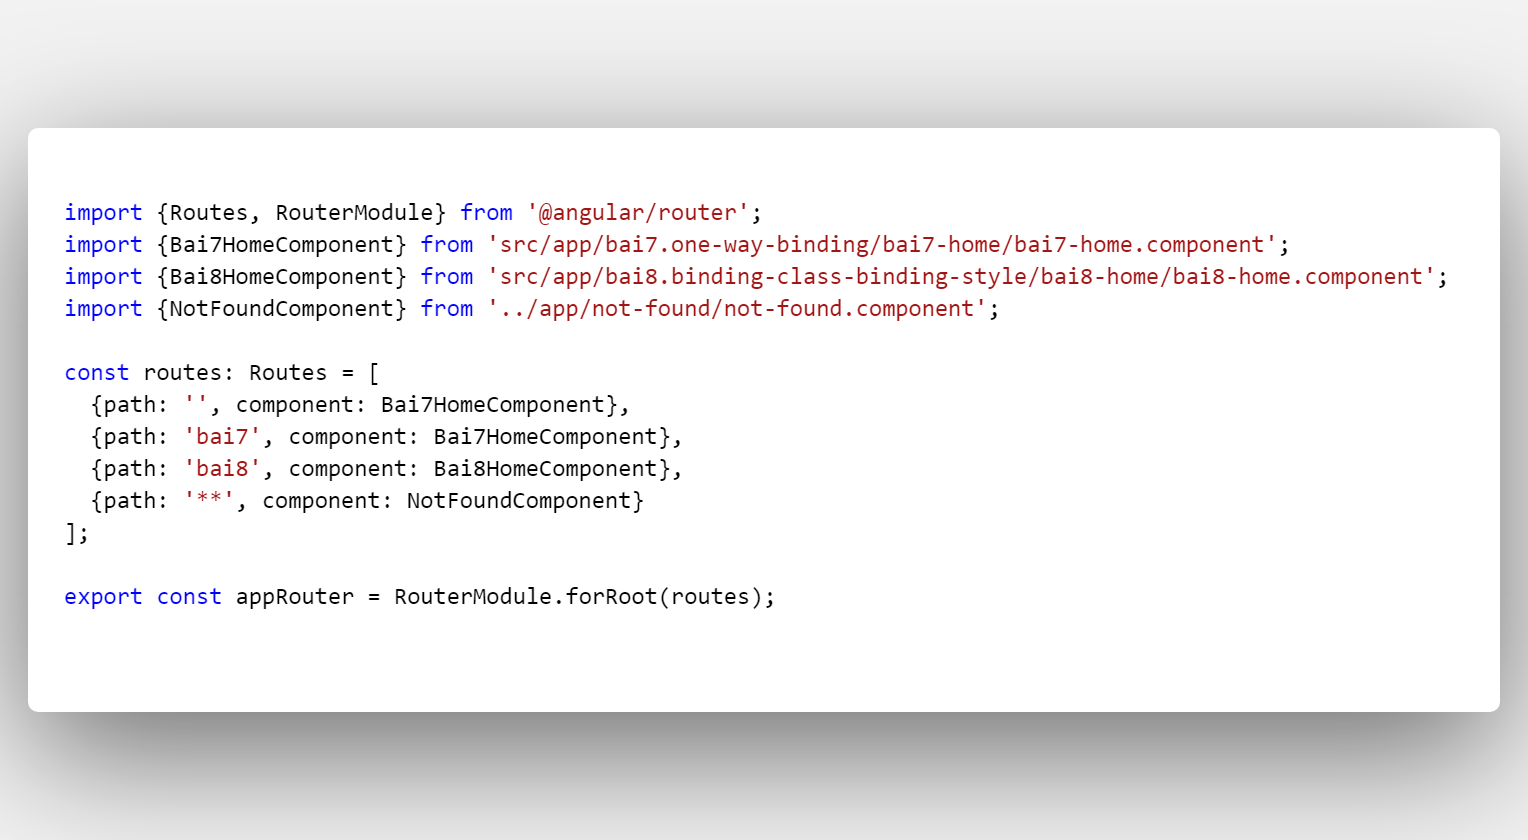 import {Routes, RouterModule} from '@angular/router';
import {Bai7HomeComponent} from 'src/app/bai7.one-way-binding/bai7-home/bai7-home.component';
import {Bai8HomeComponent} from 'src/app/bai8.binding-class-binding-style/bai8-home/bai8-home.component';
import {NotFoundComponent} from '../app/not-found/not-found.component';

const routes: Routes = [
  {path: '', component: Bai7HomeComponent},
  {path: 'bai7', component: Bai7HomeComponent},
  {path: 'bai8', component: Bai8HomeComponent},
  {path: '**', component: NotFoundComponent}
];

export const appRouter = RouterModule.forRoot(routes);